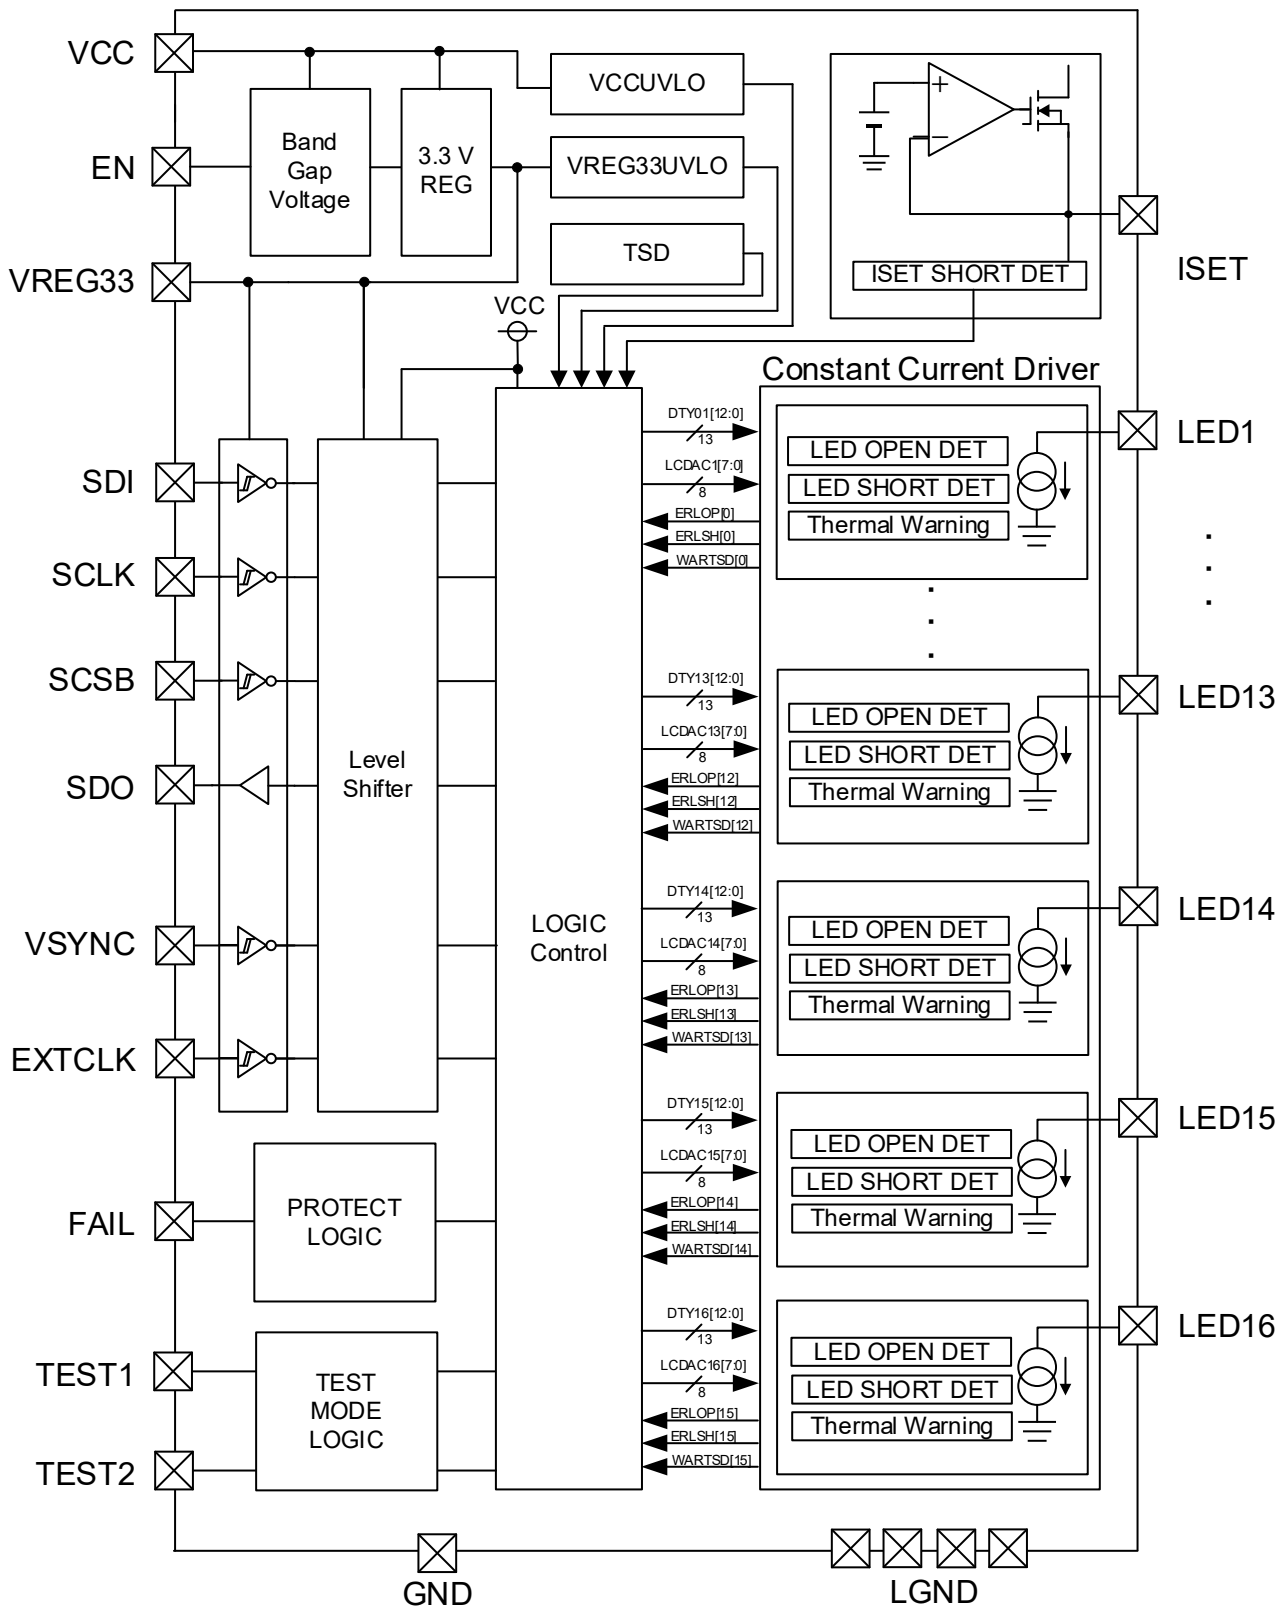 VCC
EN
VREG33
Band
Gap
Voltage
3.3 V
REG
VCCUVLO
VREG33UVLO
TSD
+
−
ISET SHORT DET
ISET
VCC
Constant Current Driver
SDI
SCLK
SCSB
SDO
VSYNC
EXTCLK
FAIL
TEST1
TEST2
Level
Shifter
PROTECT
LOGIC
TEST
MODE
LOGIC
LOGIC
Control
DTY01[12:0]
13
LCDAC1[7:0]
8
ERLOP[0]
ERLSH[0]
WARTSD[0]
LED OPEN DET
LED SHORT DET
Thermal Warning
LED1
DTY13[12:0]
13
LCDAC13[7:0]
8
ERLOP[12]
ERLSH[12]
WARTSD[12]
LED OPEN DET
LED SHORT DET
Thermal Warning
LED13
DTY14[12:0]
13
LCDAC14[7:0]
8
ERLOP[13]
ERLSH[13]
WARTSD[13]
LED OPEN DET
LED SHORT DET
Thermal Warning
LED14
DTY15[12:0]
13
LCDAC15[7:0]
8
ERLOP[14]
ERLSH[14]
WARTSD[14]
LED OPEN DET
LED SHORT DET
Thermal Warning
LED15
DTY16[12:0]
13
LCDAC16[7:0]
8
ERLOP[15]
ERLSH[15]
WARTSD[15]
LED OPEN DET
LED SHORT DET
Thermal Warning
LED16
GND
LGND